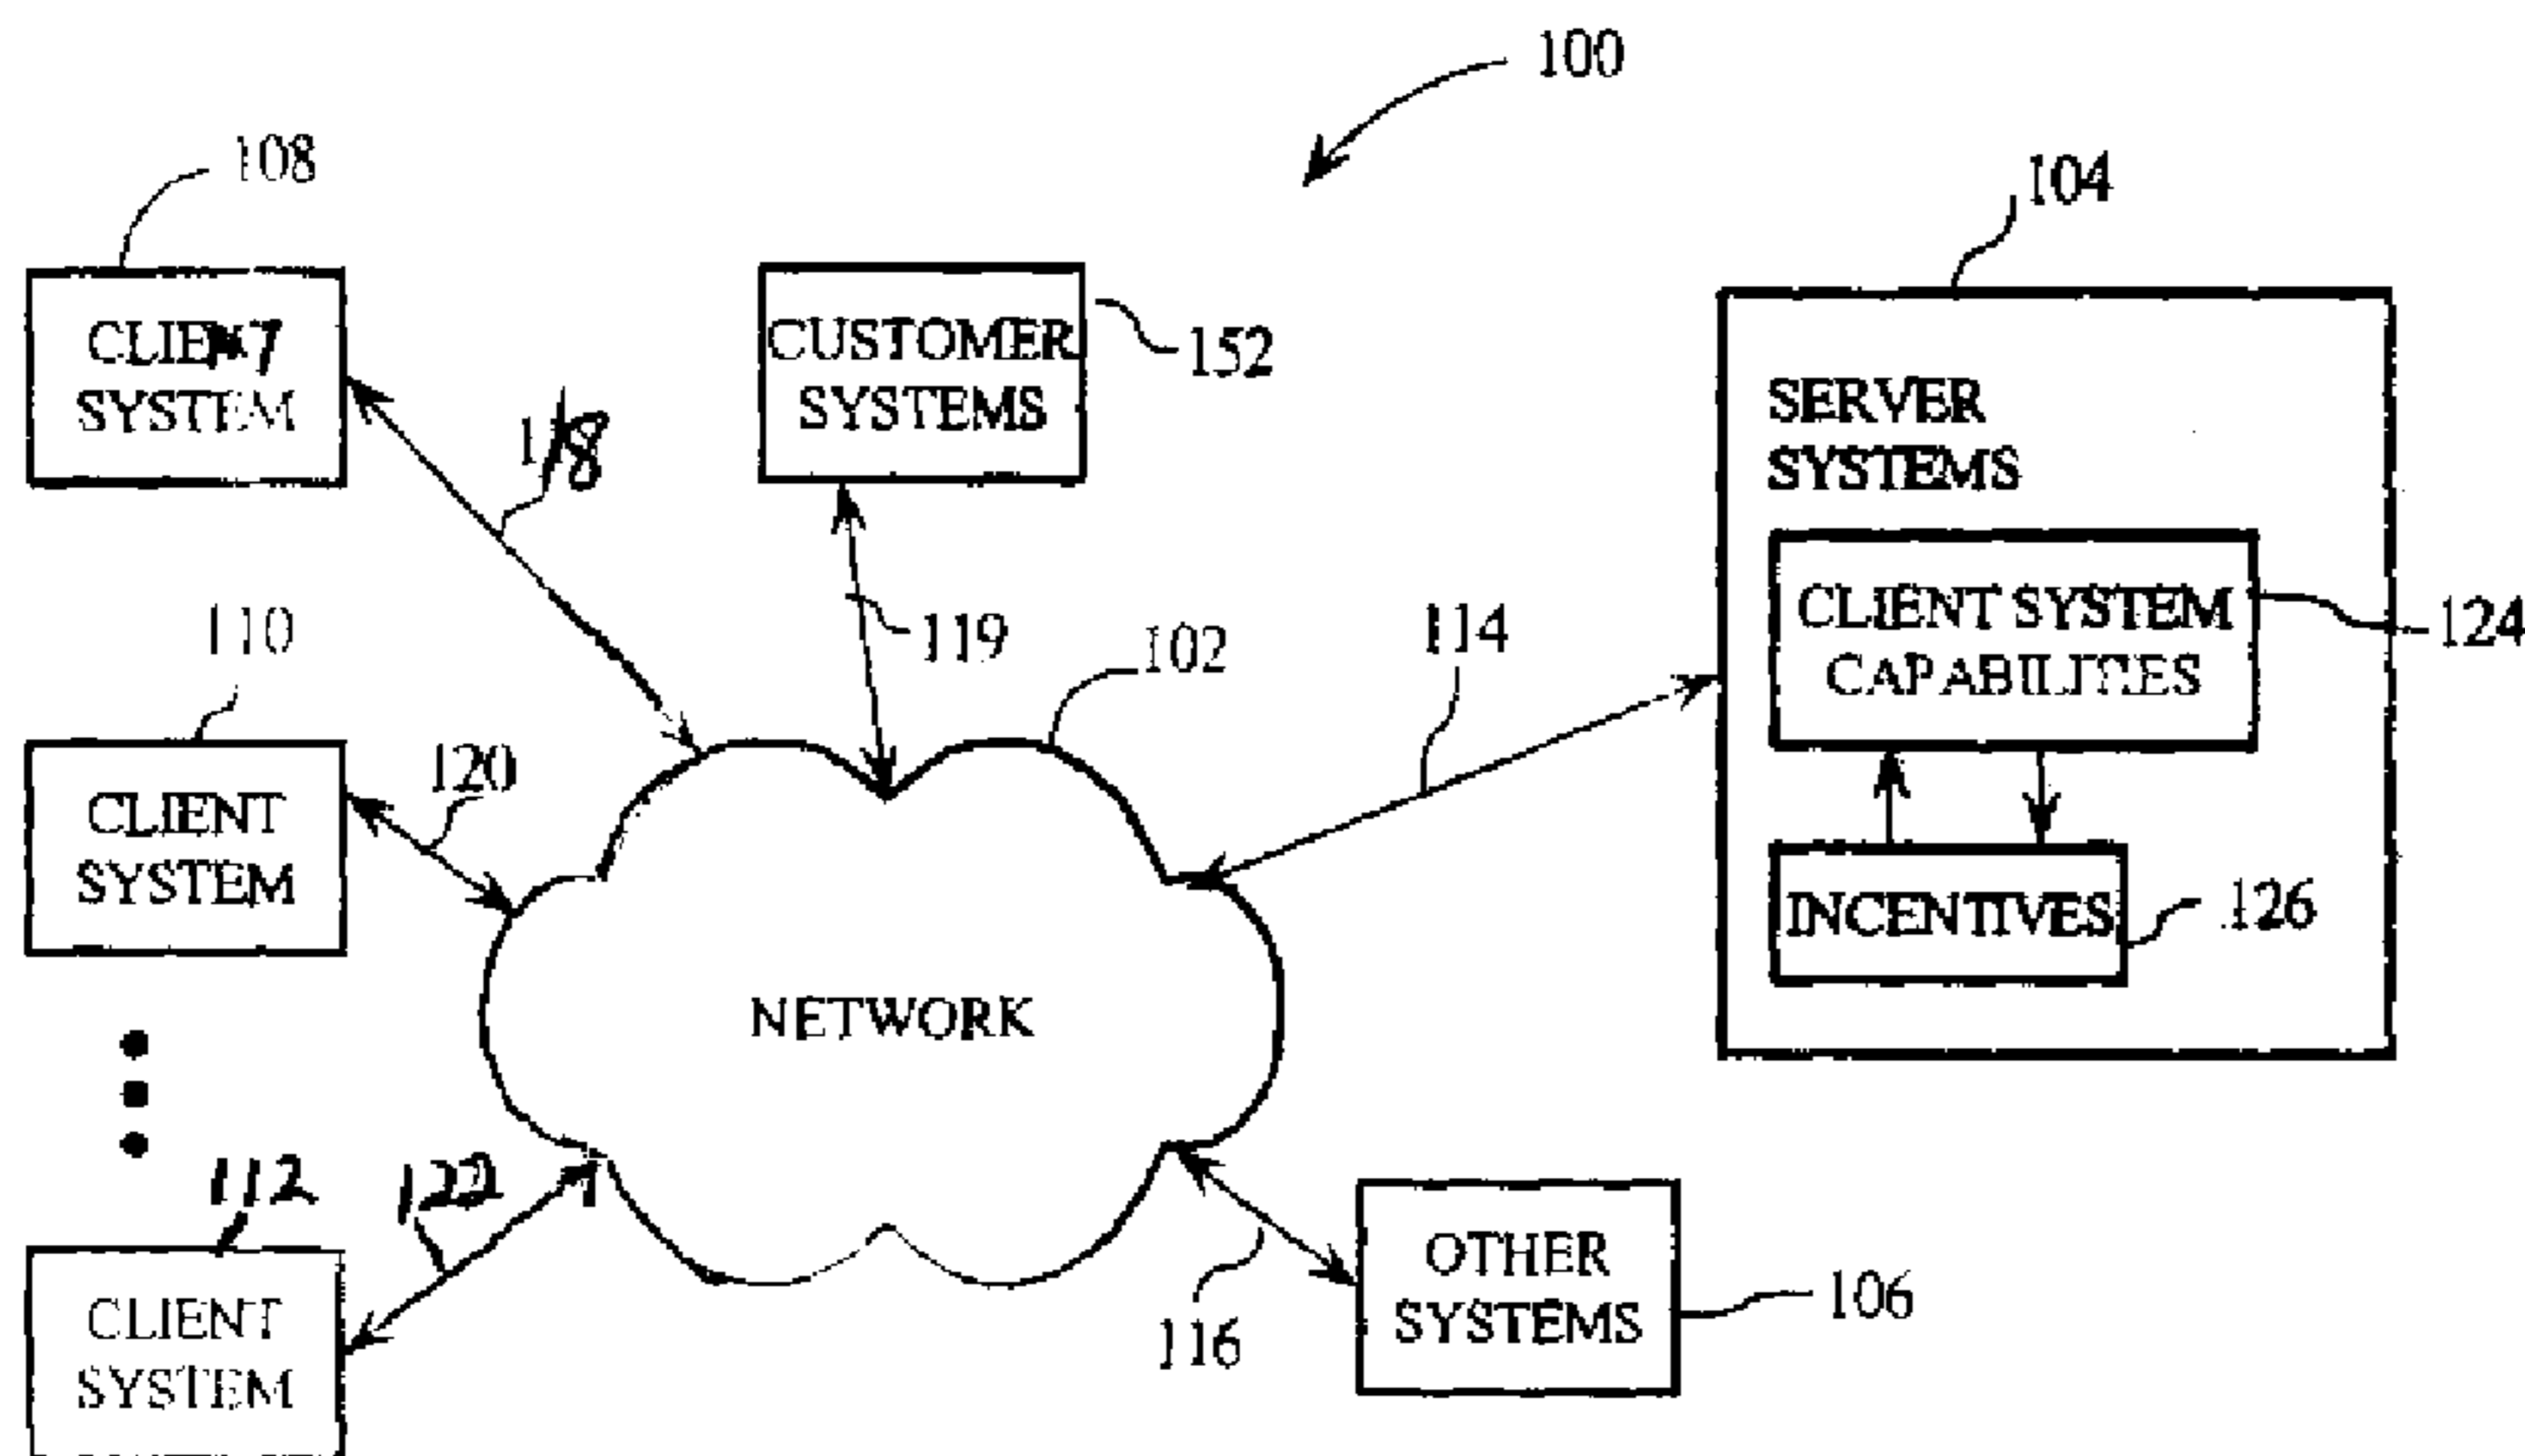 100
108
104
CLIENT
SYSTEM
118
CUSTOMER
SYSTEMS
152
SERVER
SYSTEMS
CLIENT SYSTEM
CAPABILITIES
124
110
119
102
114
120
CLIENT
SYSTEM
INCENTIVES
126
NETWORK
112
122
CLIENT
SYSTEM
116
OTHER
SYSTEMS
106